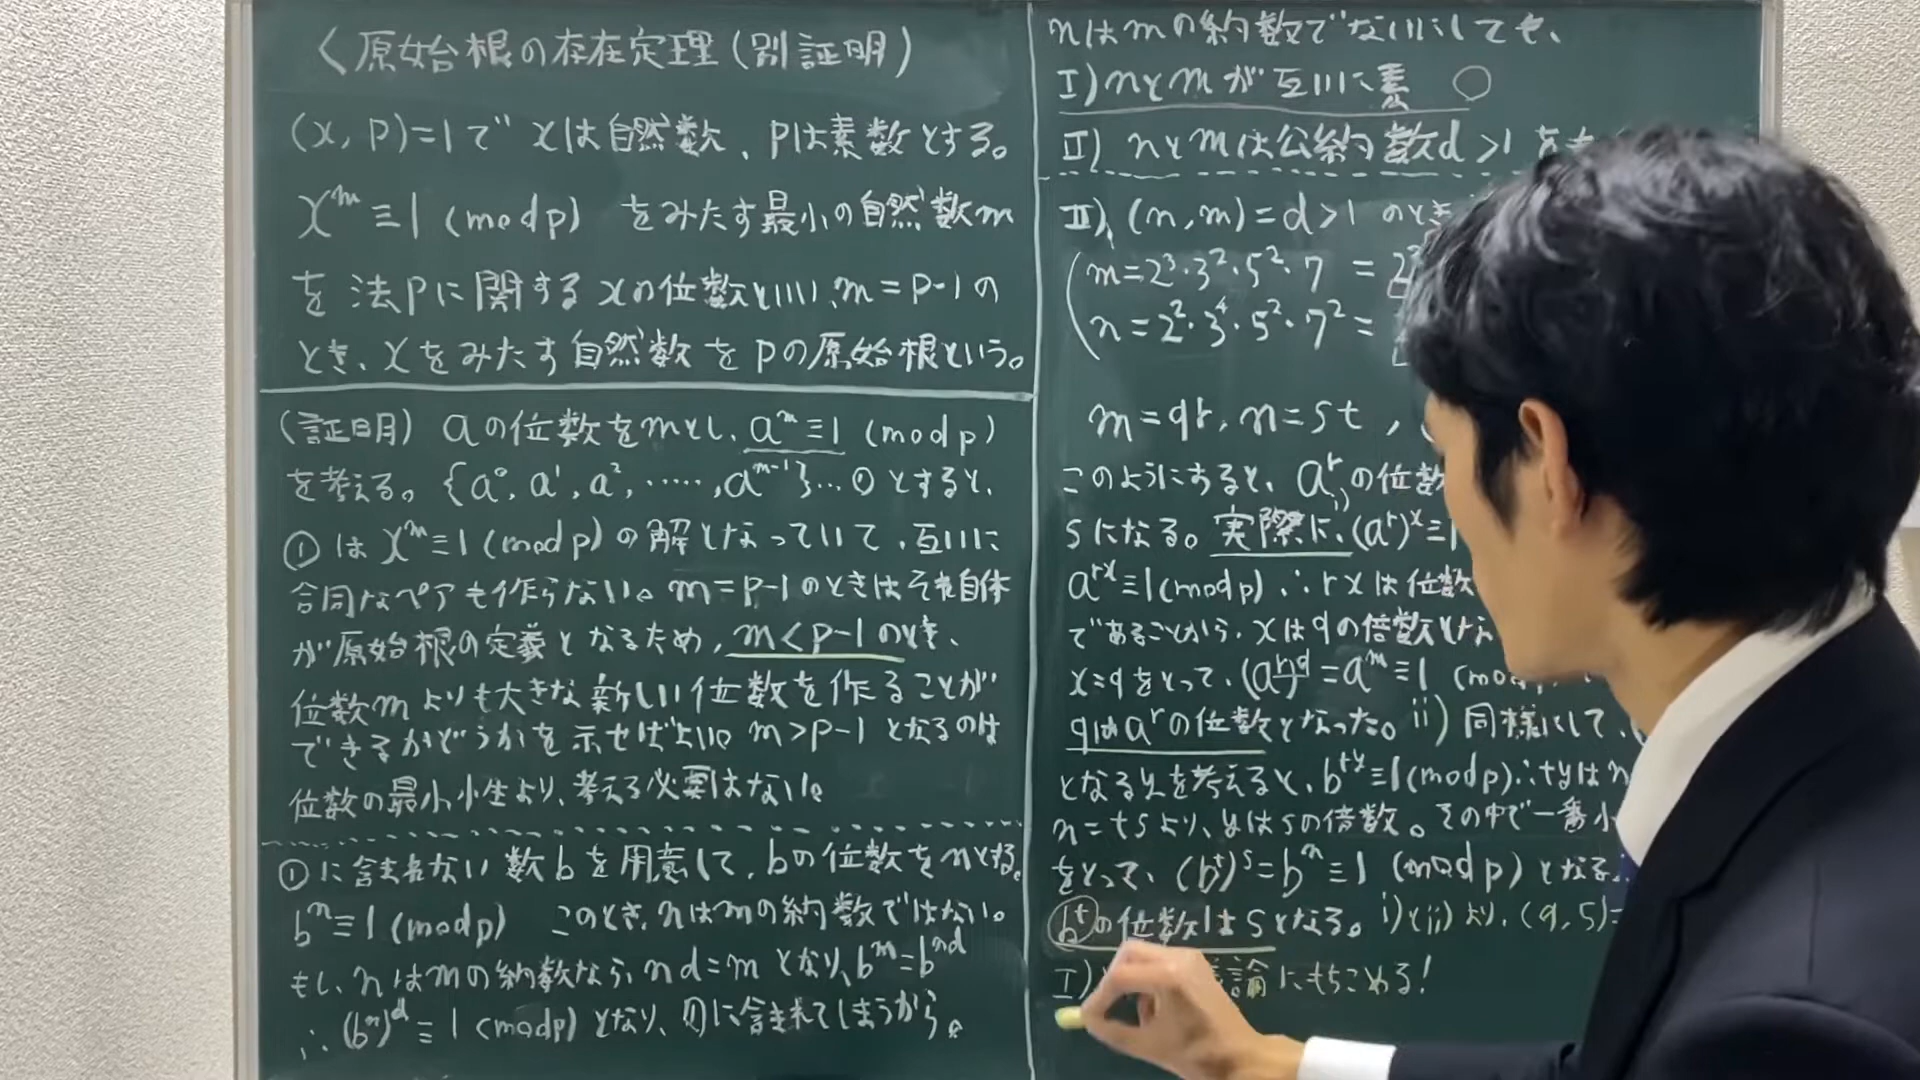 <原始根の存在定理(別証明)
(x, p)=1で xは自然数、pは素数とする。
x^m≡1 (mod p) をみたす最小の自然数m
を法pに関するxの位数といい、m=p-1の
とき、xをみたす自然数をpの原始根という。
(証明) aの位数をmとし、a^m≡1 (mod p)
を考える。{a^0, a^1, a^2, ……, a^{m-1}}…①とすると、
①はx^m≡1 (mod p)の解となっていて、互いに
合同なペアも作らない。m=p-1のときはそれ自体
が原始根の定義となるため, m<p-1のとき、
位数mよりも大きな新しい位数を作ることが
できるかどうかを示せばよい。m>p-1となるのは
位数の最小小生より、考える必要はない。
①に含まれない数bを用意して、bの位数をnとする。
b^n≡1 (mod p) このとき、nはmの約数ではない。
もし、nはmの約数なら、nd=mとなり、b^m=b^{nd}
∴(b^n)^d≡1 (mod p)となり、①に含まれてしまうから。
nはmの約数でないにしても、
I) nとmが互いに素 ○
II) nとmは公約数d>1 を
II) (n, m)=d>1 のとき
m=2^3・3^2・5^2・7 =
n=2^2・3^4・5^2・7^2=
m=qr, n=st,
このようにあると、a^r i)の位数
sになる。実際に、(a^r)^x≡1
a^{rx}≡1(mod p)∴rxは位数
であることから、xはqの倍数とな
x=qをとって、(a^r)^q=a^m≡1 (mod
qはa^rの位数となった。ii) 同様にして、
となるyを考えると、b^{ty}≡1(mod p)∴tyはn
n=tsより、yはsの倍数。その中で一番小
をとって、(b^t)^s=b^n≡1 (mod p)となる。
b^tの位数はsとなる。i)とii)より、(q, s)=
I) 論にもちこめる!